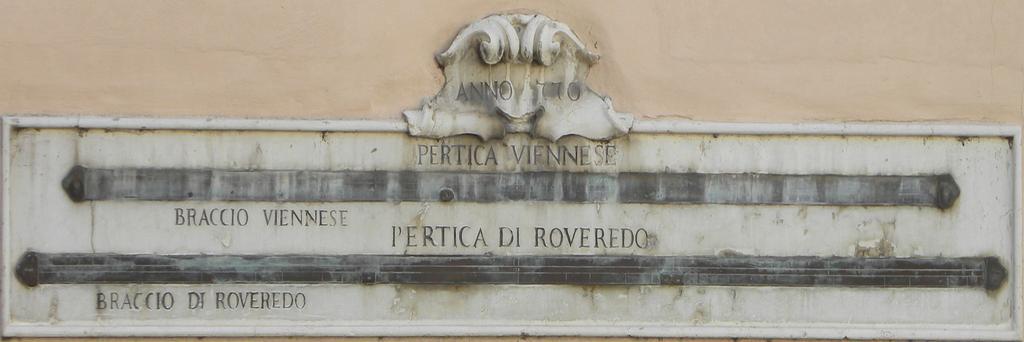 ANNO 1770
PERTICA VIENNESE
BRACCIO VIENNESE
PERTICA DI ROVEREDO
BRACCIO DI ROVEREDO